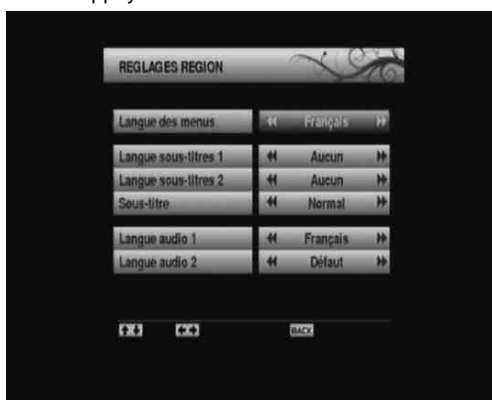 REGLAGES REGION
Langue des menus Français
Langue sous-titres 1 Aucun
Langue sous-titres 2 Aucun
Sous-titre Normal
Langue audio 1 Français
Langue audio 2 Défaut
BACK